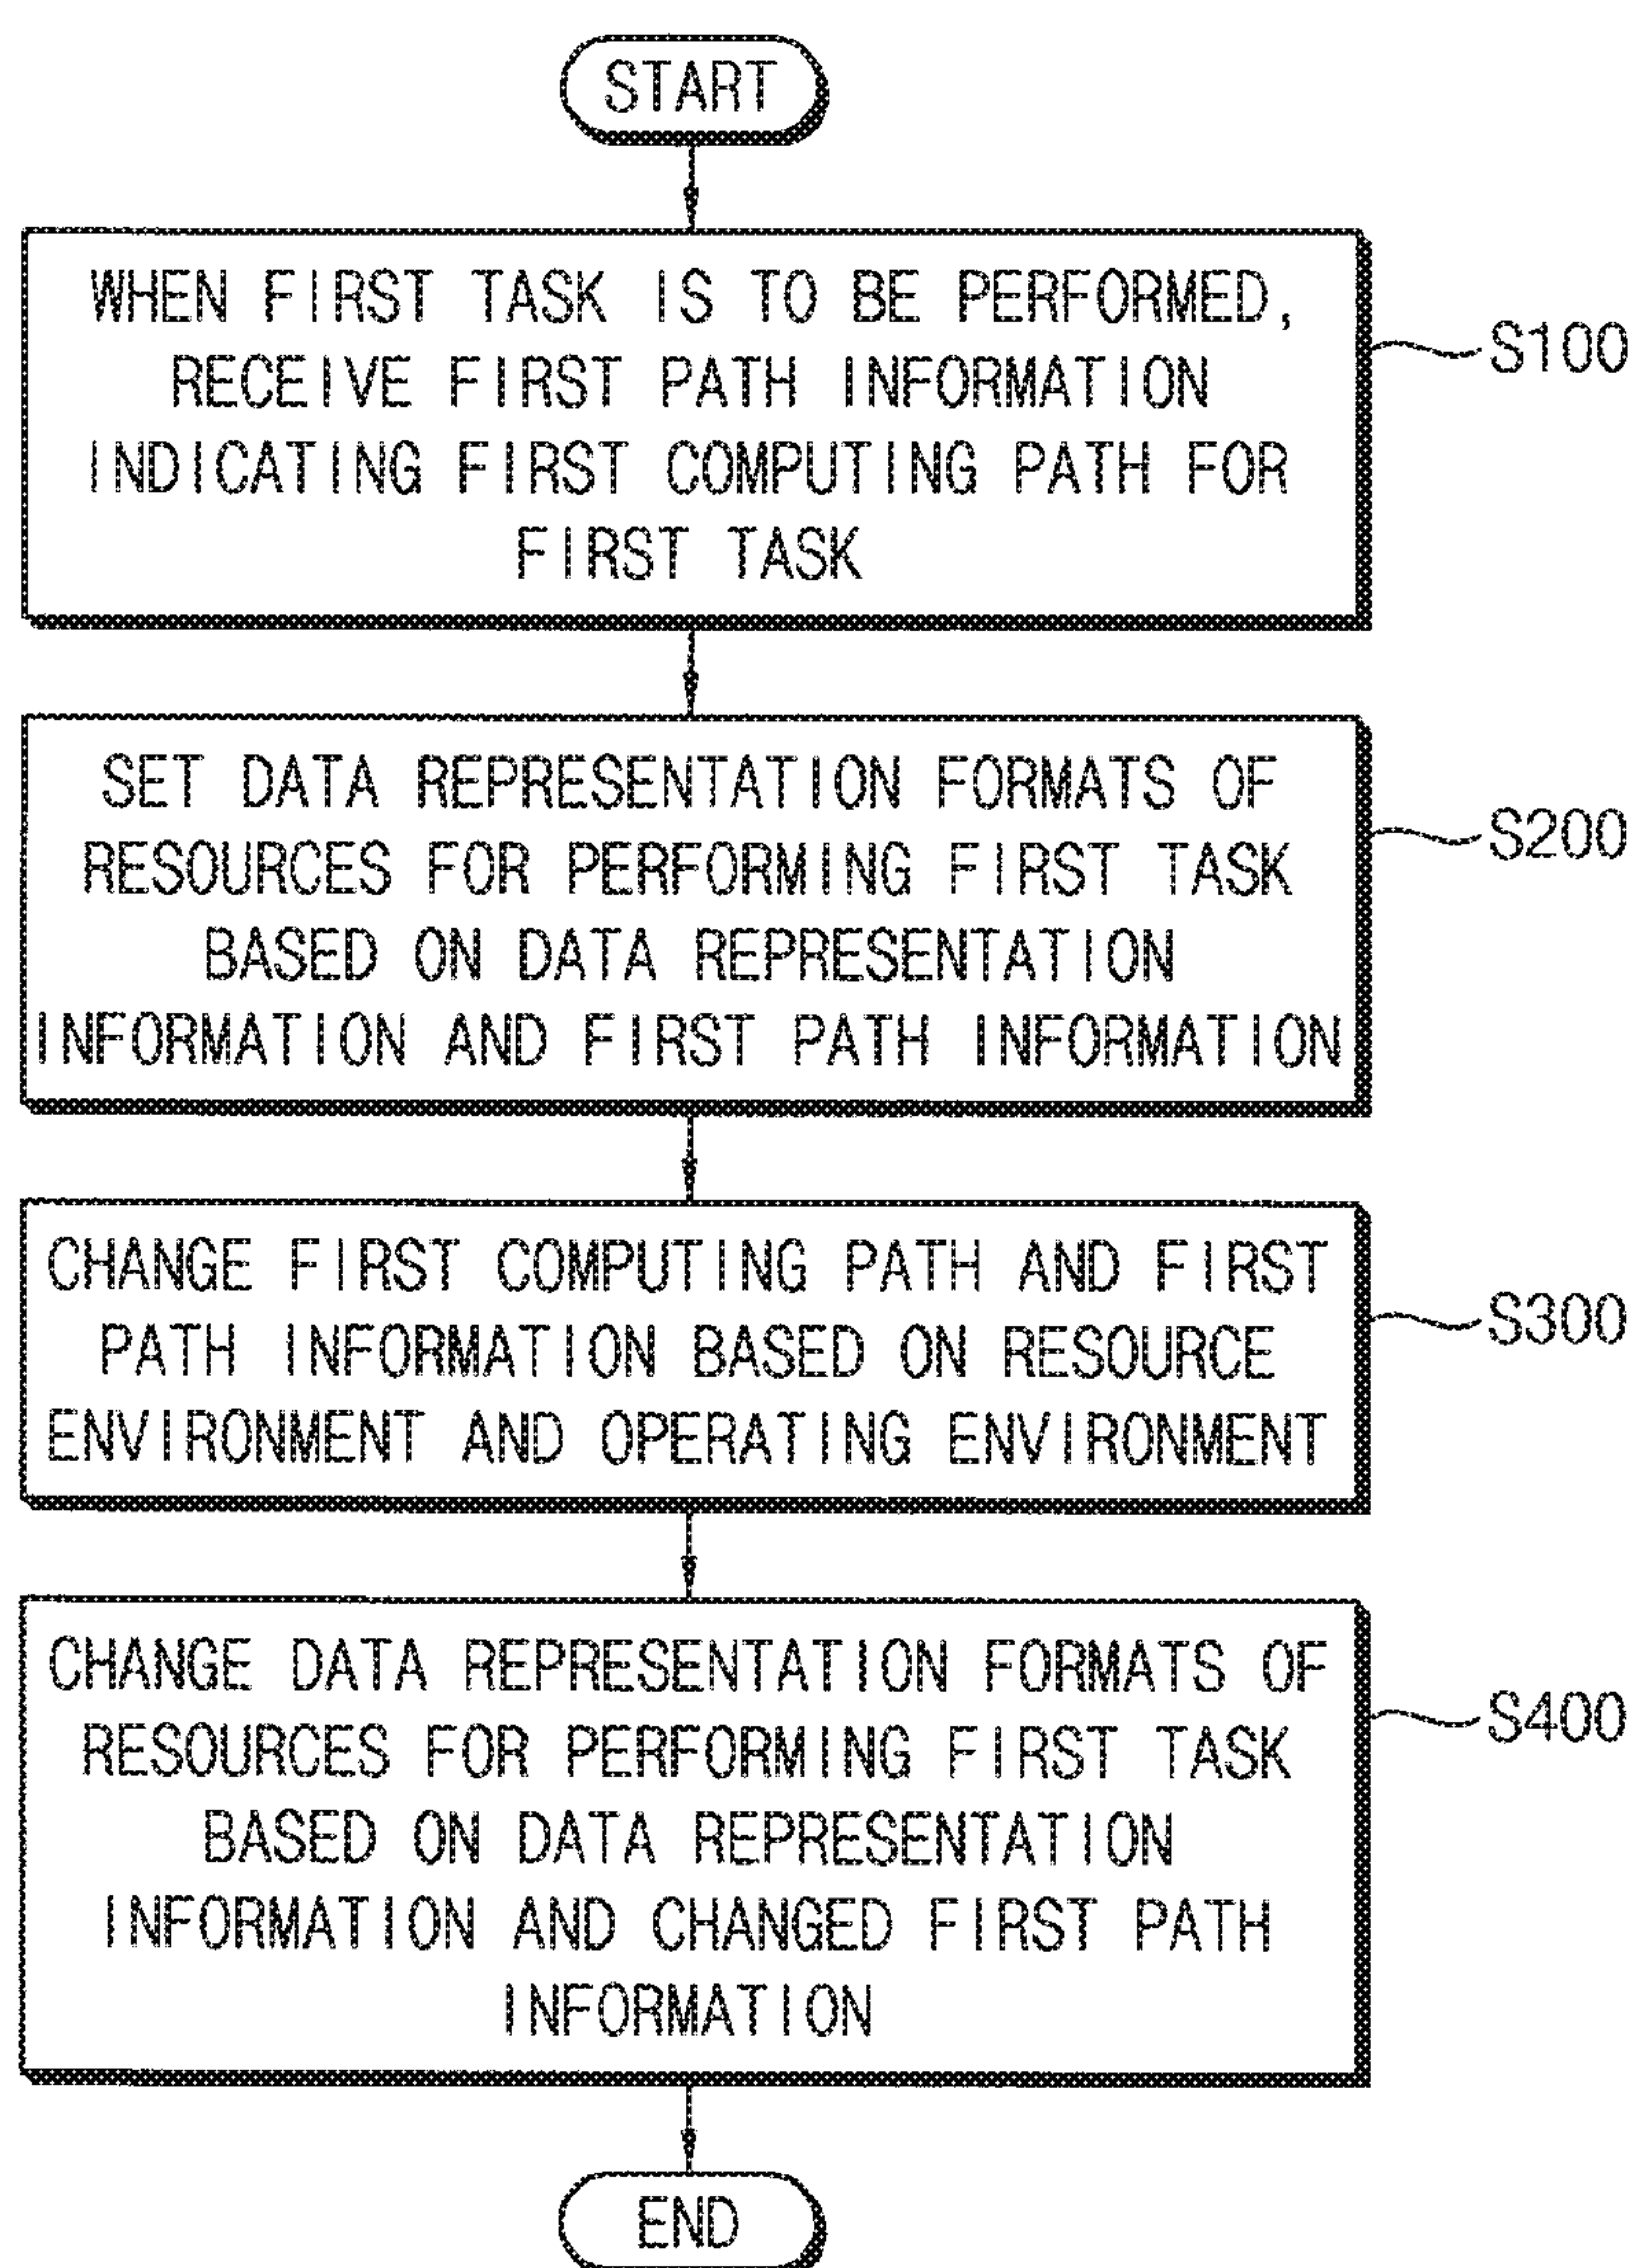 START
WHEN FIRST TASK IS TO BE PERFORMED,
RECEIVE FIRST PATH INFORMATION
INDICATING FIRST COMPUTING PATH FOR
FIRST TASK
S100
SET DATA REPRESENTATION FORMATS OF
RESOURCES FOR PERFORMING FIRST TASK
BASED ON DATA REPRESENTATION
INFORMATION AND FIRST PATH INFORMATION
S200
CHANGE FIRST COMPUTING PATH AND FIRST
PATH INFORMATION BASED ON RESOURCE
ENVIRONMENT AND OPERATING ENVIRONMENT
S300
CHANGE DATA REPRESENTATION FORMATS OF
RESOURCES FOR PERFORMING FIRST TASK
BASED ON DATA REPRESENTATION
INFORMATION AND CHANGED FIRST PATH
INFORMATION
S400
END